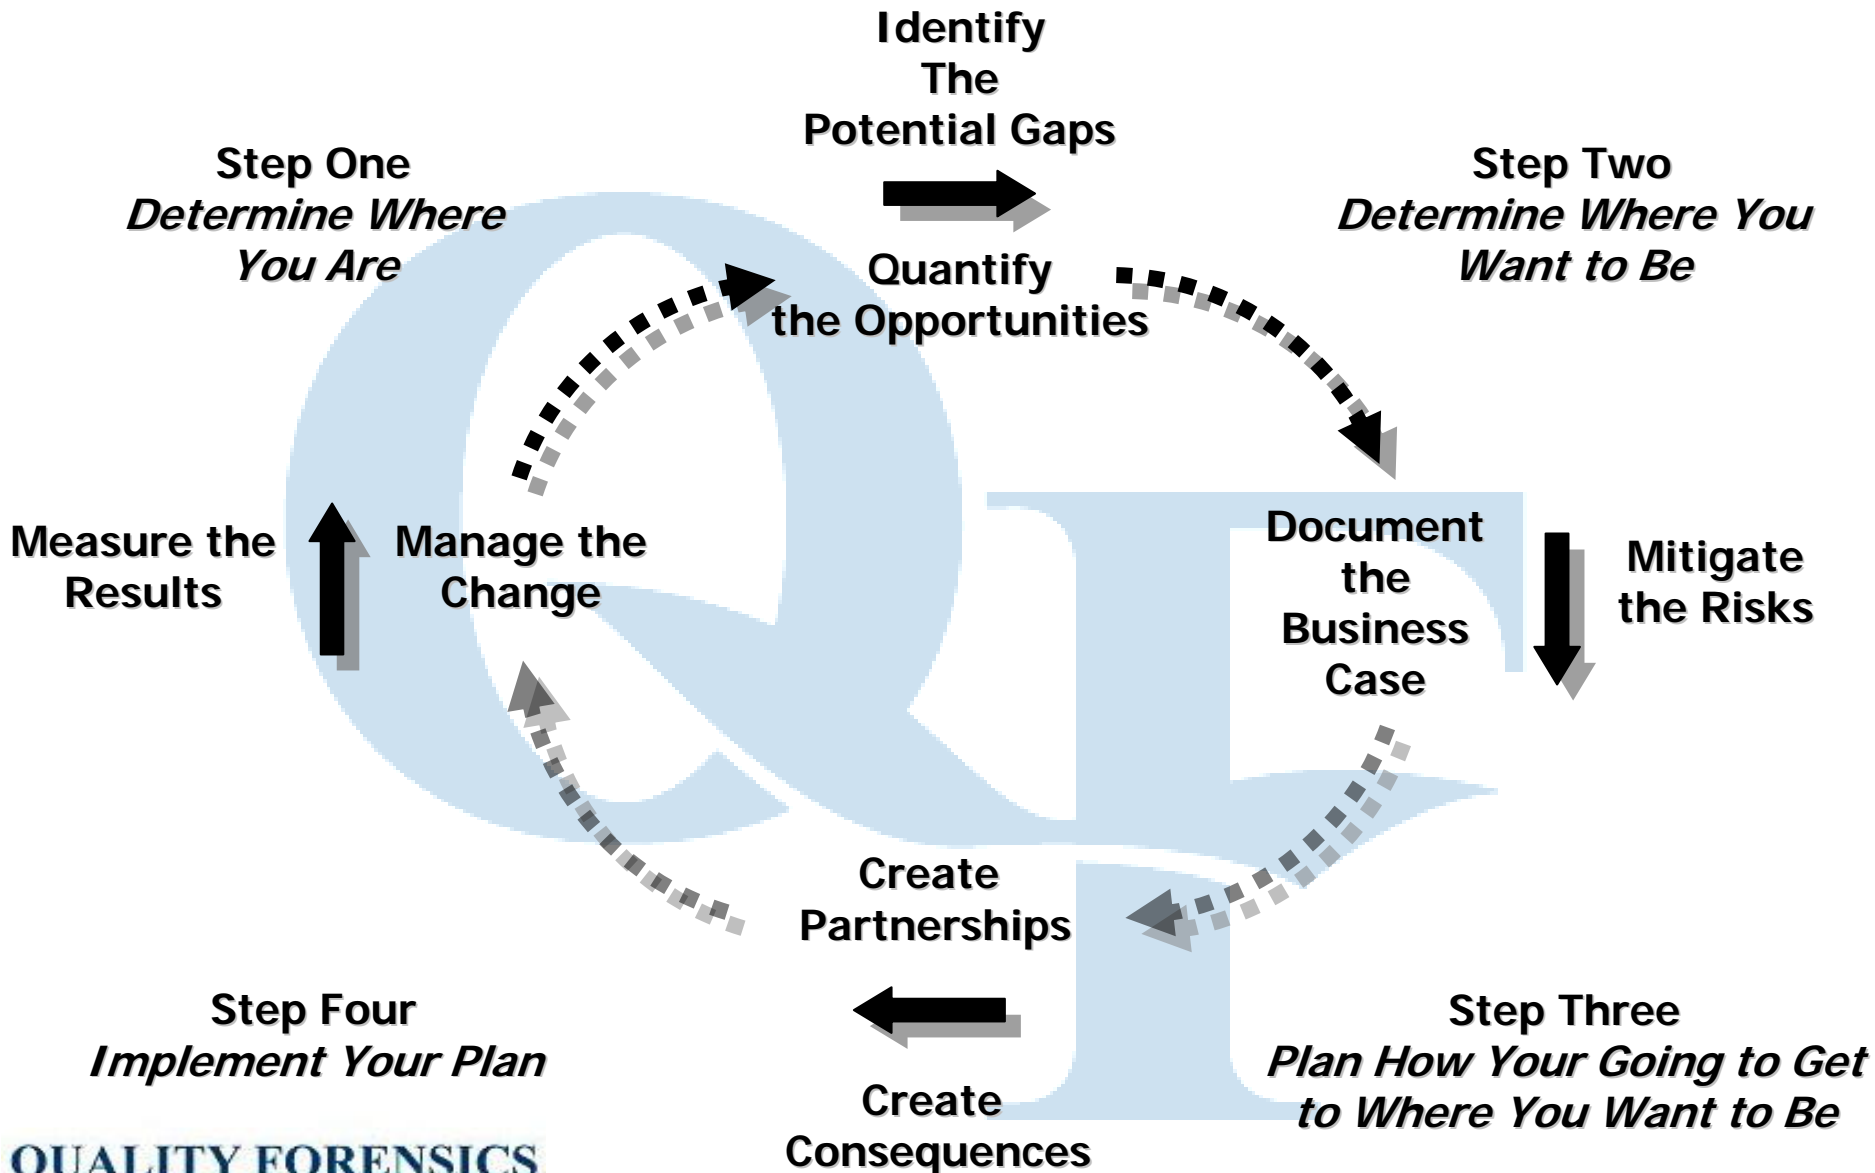 Identify
The
Potential Gaps
Step One
Determine Where
You Are
Step Two
Determine Where You
Want to Be
Quantify
the Opportunities
Measure the
Results
Manage the
Change
Document
the
Business
Case
Mitigate
the Risks
Create
Partnerships
Step Four
Implement Your Plan
Step Three
Plan How Your Going to Get
to Where You Want to Be
Create
Consequences
QUALITY FORENSICS
QF